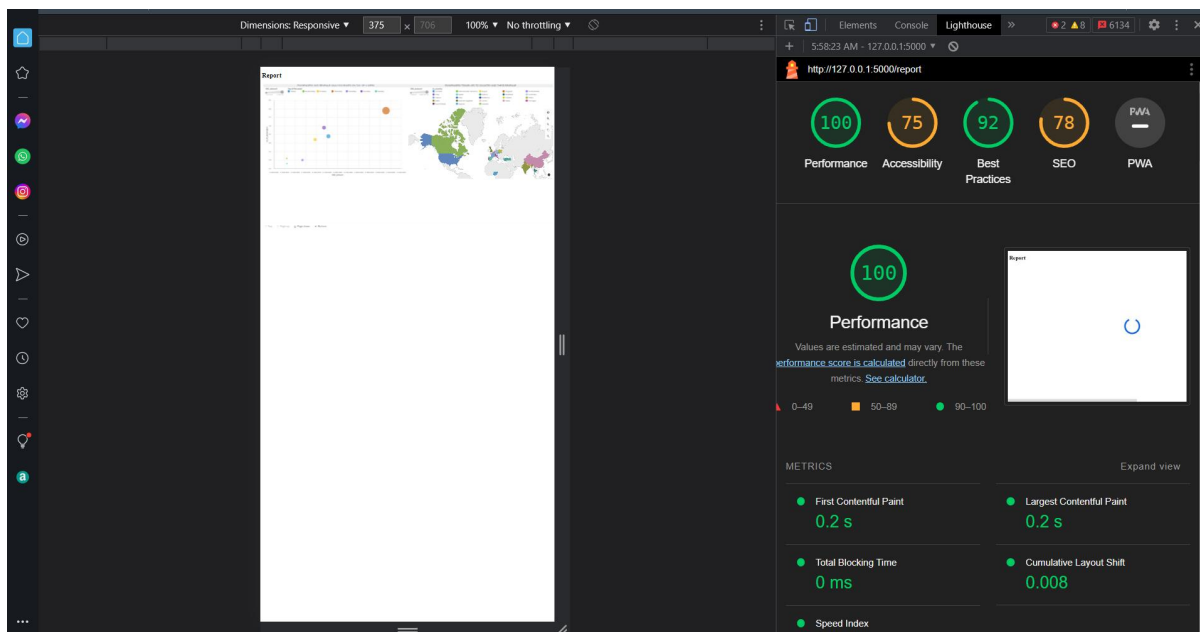 Dimensions: Responsive ▼ 375 × 706 100% ▼ No throttling ▼
Report
Elements Console Lighthouse » 2 8 6134
+ 5:58:23 AM - 127.0.0.1:5000 ▼
http://127.0.0.1:5000/report
100 75 92 78 PWA
Performance Accessibility Best Practices SEO PWA
100
Performance
Values are estimated and may vary. The
performance score is calculated directly from these
metrics. See calculator.
0–49 50–89 90–100
Report
METRICS Expand view
First Contentful Paint
0.2 s
Largest Contentful Paint
0.2 s
Total Blocking Time
0 ms
Cumulative Layout Shift
0.008
Speed Index